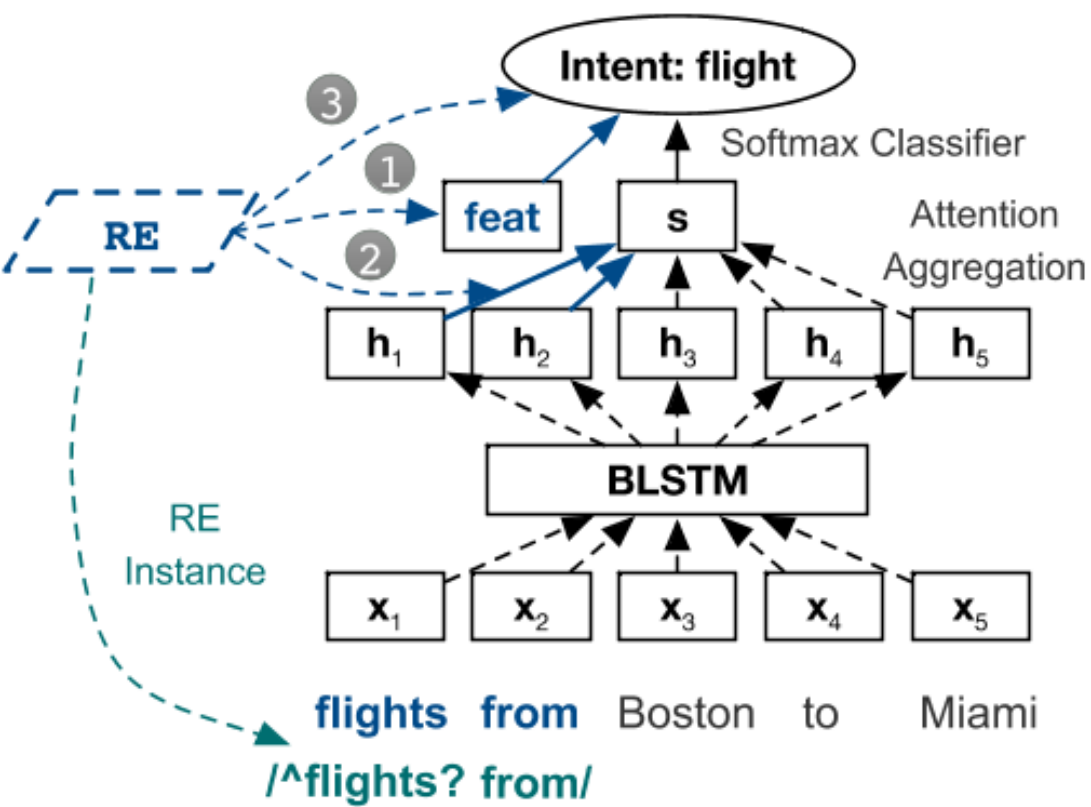 Intent: flight
3
Softmax Classifier
1
feat
s
Attention
Aggregation
RE
2
h1
h2
h3
h4
h5
BLSTM
RE
Instance
x1
x2
x3
x4
x5
flights from Boston to Miami
/^flights? from/